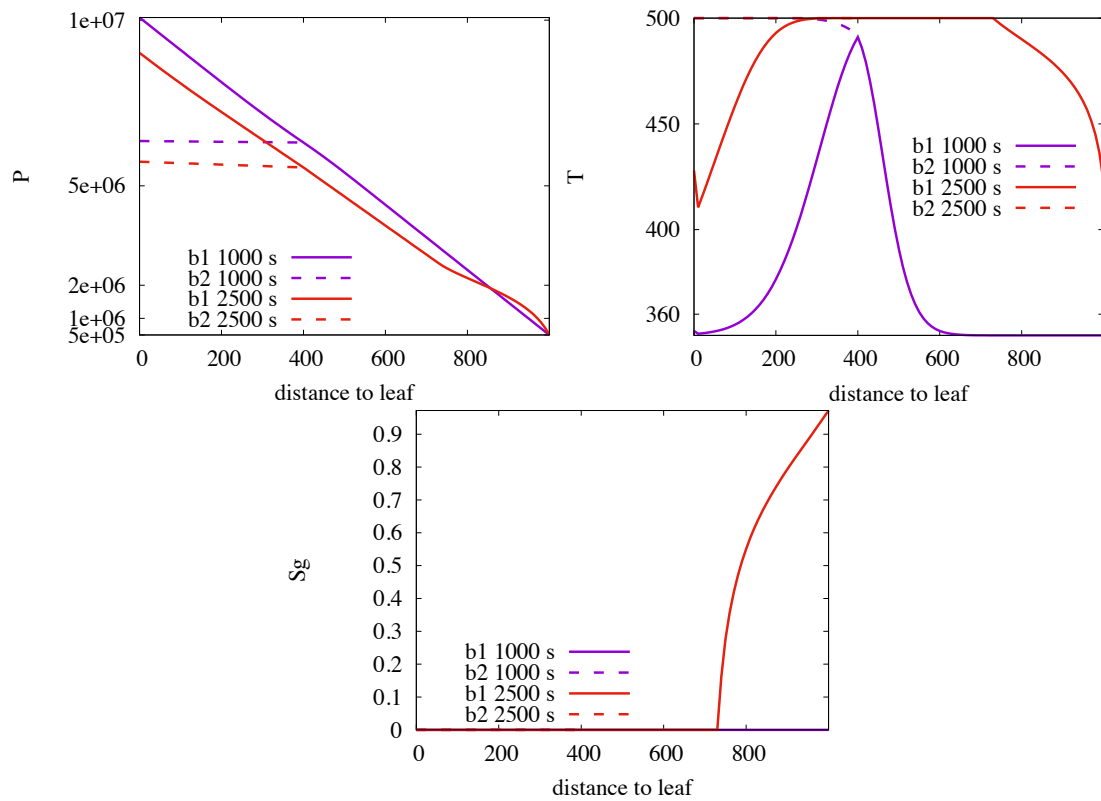 P
1e+07
5e+06
2e+06
1e+06
5e+05
b1 1000 s
b2 1000 s
b1 2500 s
b2 2500 s
0 200 400 600 800
distance to leaf
T
500
450
400
360
b1 1000 s
b2 1000 s
b1 2500 s
b2 2500 s
0 200 400 600 800
distance to leaf
Sg
0.9
0.8
0.7
0.6
0.5
0.4
0.3
0.2
0.1
0
b1 1000 s
b2 1000 s
b1 2500 s
b2 2500 s
0 200 400 600 800
distance to leaf